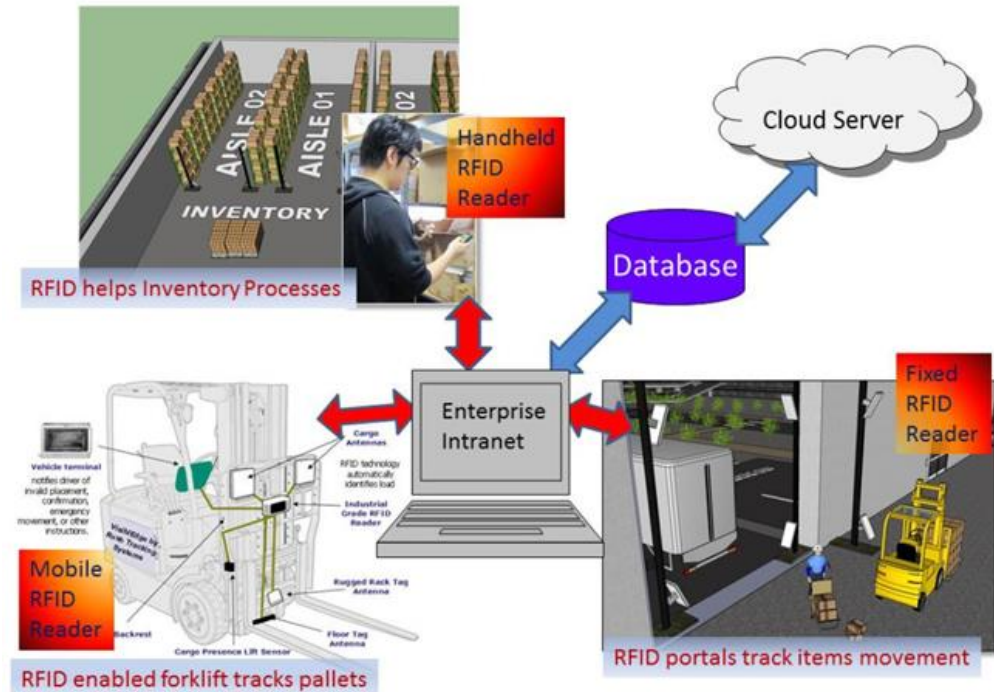 AISLE 02
AISLE 01
02
INVENTORY
Handheld
RFID
Reader
RFID helps Inventory Processes
Cloud Server
Database
Enterprise
Intranet
Vehicle terminal
notifies driver of
invalid placement,
confirmation,
emergency
movement, or other
instructions.
Cargo
Antennas
RFID technology
automatically
identifies load
Industrial
Grade RFID
Reader
Rugged Rack Tag
Antenna
Floor Tag
Antenna
Backrest
Cargo Presence Lift Sensor
Mobile
RFID
Reader
RFID enabled forklift tracks pallets
Fixed
RFID
Reader
RFID portals track items movement